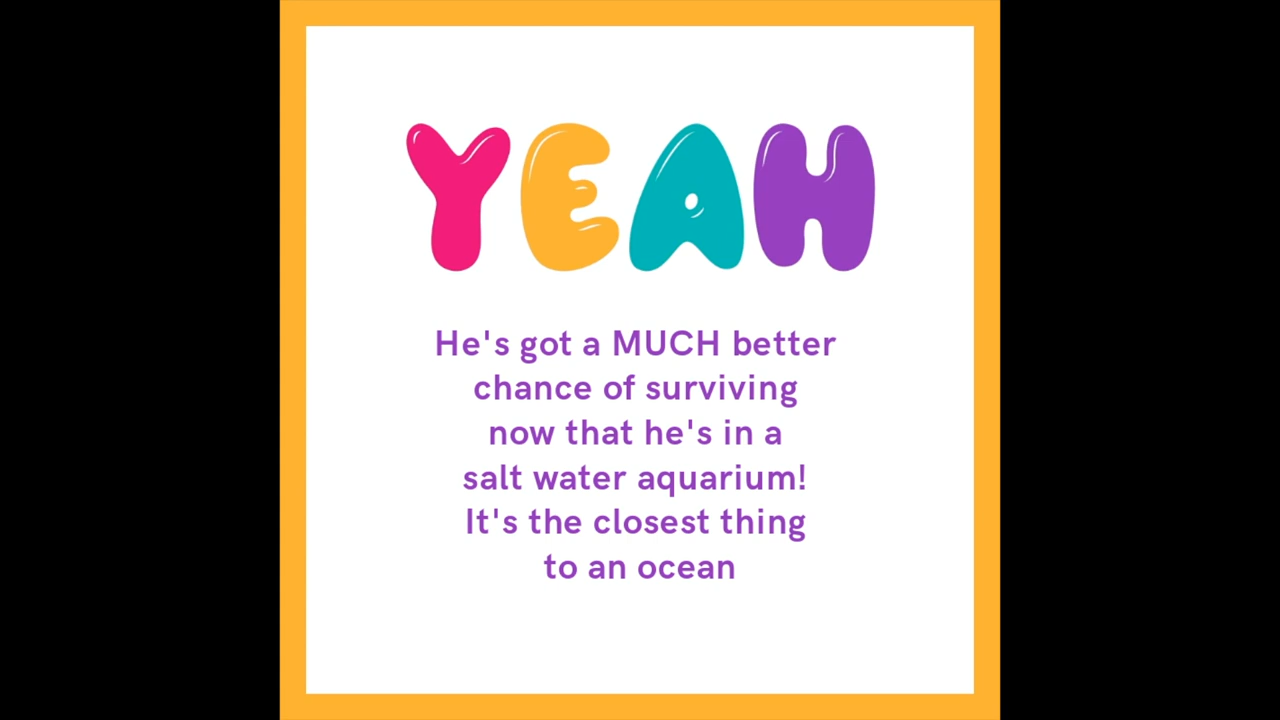 YEAH
He's got a MUCH better
chance of surviving
now that he's in a
salt water aquarium!
It's the closest thing
to an ocean